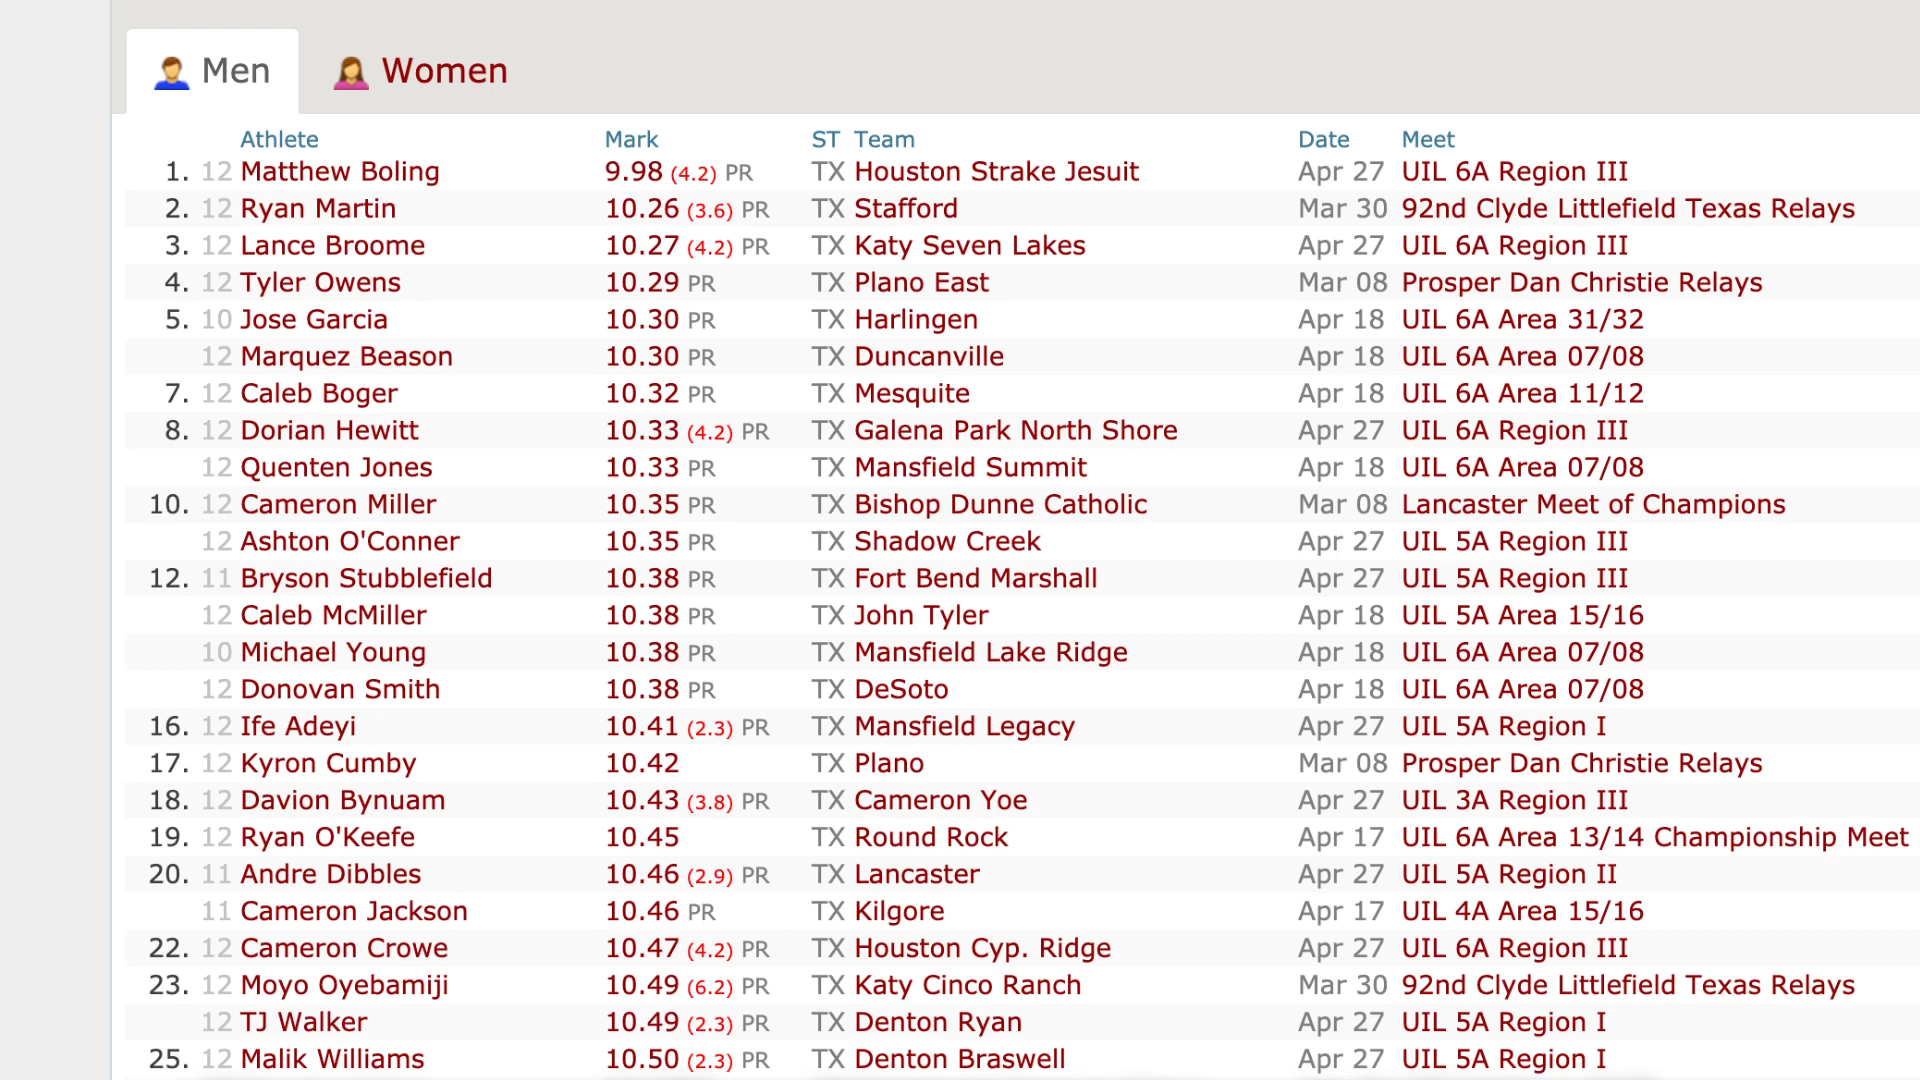 Men Women
Athlete Mark ST Team Date Meet
1. 12 Matthew Boling 9.98 (4.2) PR TX Houston Strake Jesuit Apr 27 UIL 6A Region III
2. 12 Ryan Martin 10.26 (3.6) PR TX Stafford Mar 30 92nd Clyde Littlefield Texas Relays
3. 12 Lance Broome 10.27 (4.2) PR TX Katy Seven Lakes Apr 27 UIL 6A Region III
4. 12 Tyler Owens 10.29 PR TX Plano East Mar 08 Prosper Dan Christie Relays
5. 10 Jose Garcia 10.30 PR TX Harlingen Apr 18 UIL 6A Area 31/32
12 Marquez Beason 10.30 PR TX Duncanville Apr 18 UIL 6A Area 07/08
7. 12 Caleb Boger 10.32 PR TX Mesquite Apr 18 UIL 6A Area 11/12
8. 12 Dorian Hewitt 10.33 (4.2) PR TX Galena Park North Shore Apr 27 UIL 6A Region III
12 Quenten Jones 10.33 PR TX Mansfield Summit Apr 18 UIL 6A Area 07/08
10. 12 Cameron Miller 10.35 PR TX Bishop Dunne Catholic Mar 08 Lancaster Meet of Champions
12 Ashton O'Conner 10.35 PR TX Shadow Creek Apr 27 UIL 5A Region III
12. 11 Bryson Stubblefield 10.38 PR TX Fort Bend Marshall Apr 27 UIL 5A Region III
12 Caleb McMiller 10.38 PR TX John Tyler Apr 18 UIL 5A Area 15/16
10 Michael Young 10.38 PR TX Mansfield Lake Ridge Apr 18 UIL 6A Area 07/08
12 Donovan Smith 10.38 PR TX DeSoto Apr 18 UIL 6A Area 07/08
16. 12 Ife Adeyi 10.41 (2.3) PR TX Mansfield Legacy Apr 27 UIL 5A Region I
17. 12 Kyron Cumby 10.42 TX Plano Mar 08 Prosper Dan Christie Relays
18. 12 Davion Bynuam 10.43 (3.8) PR TX Cameron Yoe Apr 27 UIL 3A Region III
19. 12 Ryan O'Keefe 10.45 TX Round Rock Apr 17 UIL 6A Area 13/14 Championship Meet
20. 11 Andre Dibbles 10.46 (2.9) PR TX Lancaster Apr 27 UIL 5A Region II
11 Cameron Jackson 10.46 PR TX Kilgore Apr 17 UIL 4A Area 15/16
22. 12 Cameron Crowe 10.47 (4.2) PR TX Houston Cyp. Ridge Apr 27 UIL 6A Region III
23. 12 Moyo Oyebamiji 10.49 (6.2) PR TX Katy Cinco Ranch Mar 30 92nd Clyde Littlefield Texas Relays
12 TJ Walker 10.49 (2.3) PR TX Denton Ryan Apr 27 UIL 5A Region I
25. 12 Malik Williams 10.50 (2.3) PR TX Denton Braswell Apr 27 UIL 5A Region I